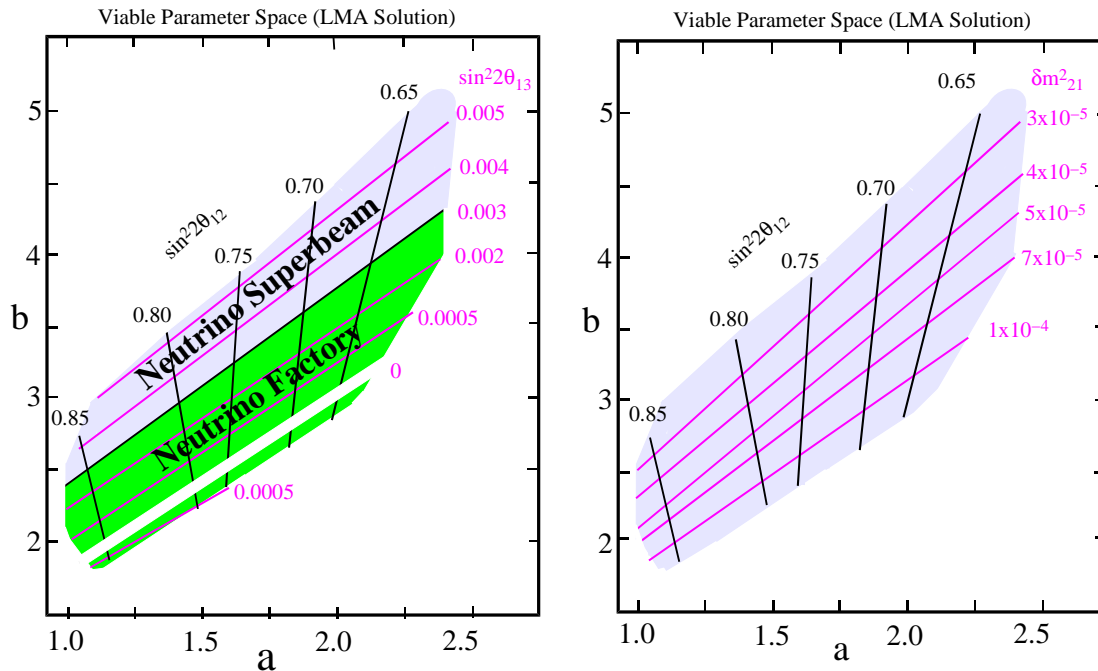 Viable Parameter Space (LMA Solution)
sin²2θ₁₃
0.65
0.005
5
0.004
0.70
0.003
sin²2θ₁₂
4
0.75
0.002
Neutrino Superbeam
b
0.80
0.0005
Neutrino Factory
0
3
0.85
0.0005
2
1.0 1.5 2.0 2.5
a
Viable Parameter Space (LMA Solution)
δm²₂₁
0.65
3x10⁻⁵
5
4x10⁻⁵
0.70
5x10⁻⁵
sin²2θ₁₂
4
0.75
7x10⁻⁵
b
0.80
1x10⁻⁴
3
0.85
2
1.0 1.5 2.0 2.5
a